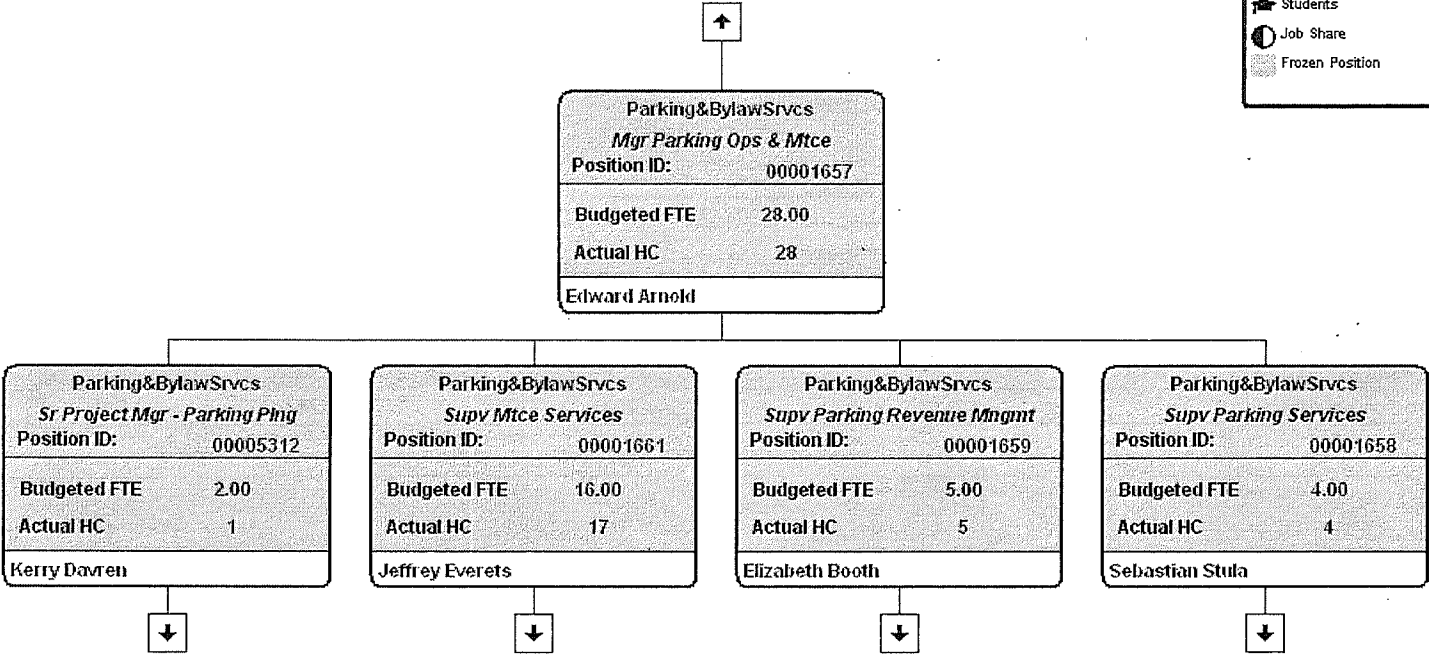 Students
Job Share
Frozen Position
Parking&BylawSrvcs
Mgr Parking Ops & Mtce
Position ID: 00001657
Budgeted FTE 28.00
Actual HC 28
Edward Arnold
Parking&BylawSrvcs
Sr Project Mgr - Parking Plng
Position ID: 00005312
Budgeted FTE 2.00
Actual HC 1
Kerry Davren
Parking&BylawSrvcs
Supv Mtce Services
Position ID: 00001661
Budgeted FTE 16.00
Actual HC 17
Jeffrey Everets
Parking&BylawSrvcs
Supv Parking Revenue Mngmt
Position ID: 00001659
Budgeted FTE 5.00
Actual HC 5
Elizabeth Booth
Parking&BylawSrvcs
Supv Parking Services
Position ID: 00001658
Budgeted FTE 4.00
Actual HC 4
Sebastian Stula